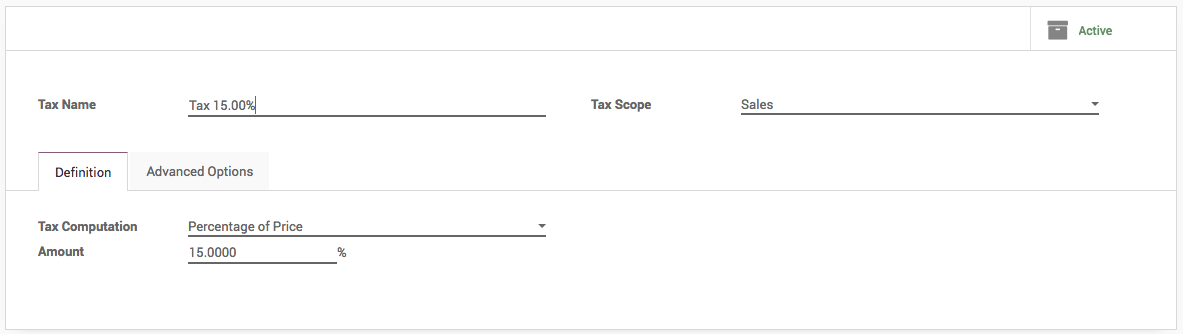 Active
Tax Name Tax 15.00% Tax Scope Sales
Definition Advanced Options
Tax Computation Percentage of Price
Amount 15.0000 %